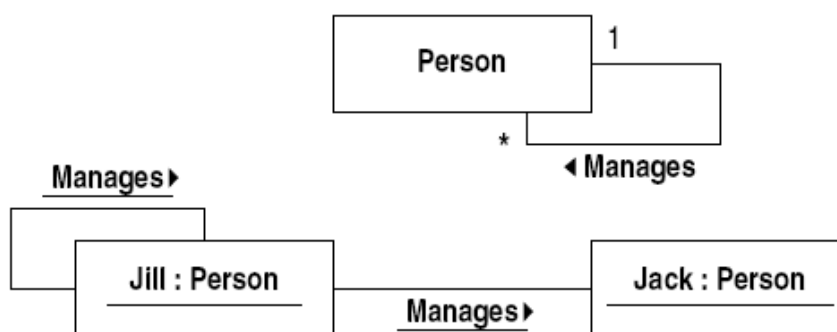 1
Person
*
◀ Manages
Manages▶
Jill : Person
Jack : Person
Manages▶